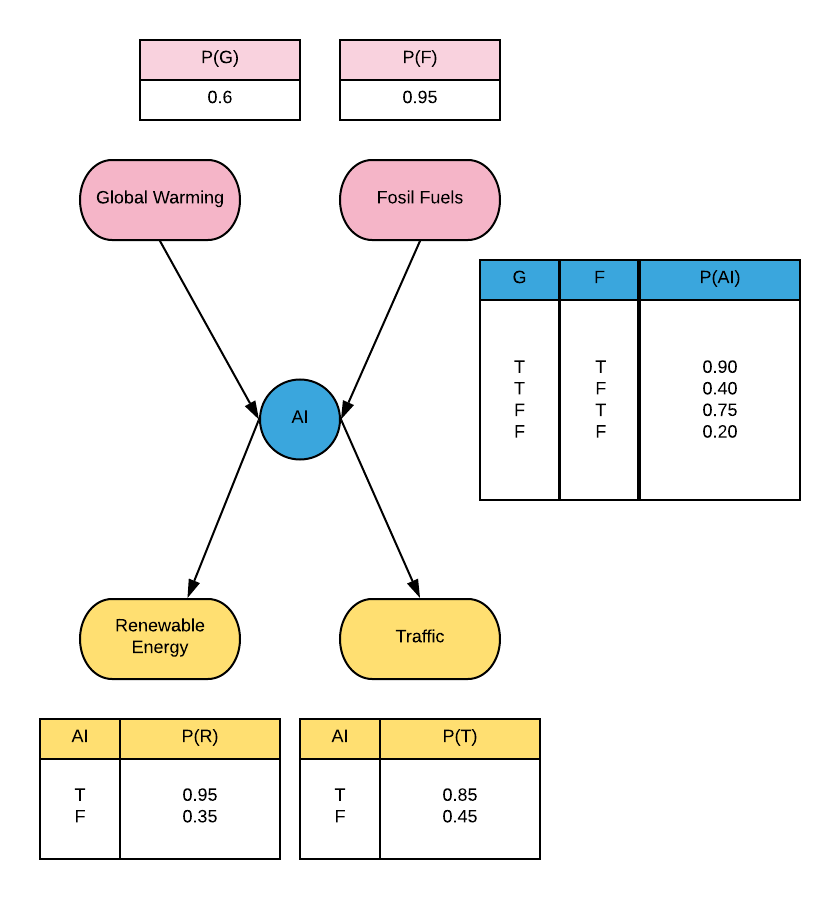 P(G)
0.6
P(F)
0.95
Global Warming
Fosil Fuels
G F P(AI)
T T 0.90
T F 0.40
F T 0.75
F F 0.20
AI
Renewable
Energy
Traffic
AI P(R)
T 0.95
F 0.35
AI P(T)
T 0.85
F 0.45